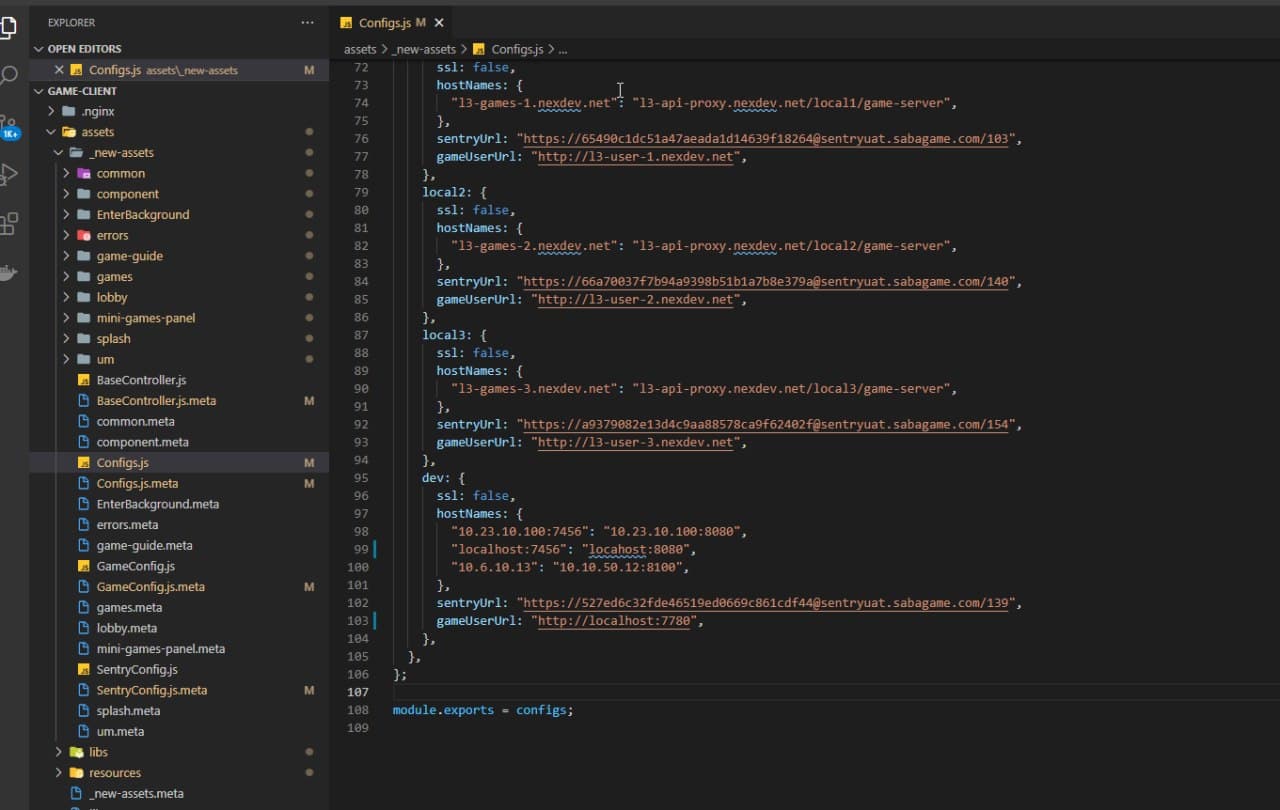 EXPLORER
OPEN EDITORS
Configs.js assets\_new-assets M
GAME-CLIENT
.nginx
assets
_new-assets
common
component
EnterBackground
errors
game-guide
games
lobby
mini-games-panel
splash
um
BaseController.js
BaseController.js.meta M
common.meta
component.meta
Configs.js M
Configs.js.meta M
EnterBackground.meta
errors.meta
game-guide.meta
GameConfig.js
GameConfig.js.meta M
games.meta
lobby.meta
mini-games-panel.meta
SentryConfig.js
SentryConfig.js.meta M
splash.meta
um.meta
libs
resources
_new-assets.meta
1K+
Configs.js M
assets > _new-assets > Configs.js > ...
72 ssl: false,
73 hostNames: {
74 "l3-games-1.nexdev.net": "l3-api-proxy.nexdev.net/local1/game-server",
75 },
76 sentryUrl: "https://65490c1dc51a47aeada1d14639f18264@sentryuat.sabagame.com/103",
77 gameUserUrl: "http://l3-user-1.nexdev.net",
78 },
79 local2: {
80 ssl: false,
81 hostNames: {
82 "l3-games-2.nexdev.net": "l3-api-proxy.nexdev.net/local2/game-server",
83 },
84 sentryUrl: "https://66a70037f7b94a9398b51b1a7b8e379a@sentryuat.sabagame.com/140",
85 gameUserUrl: "http://l3-user-2.nexdev.net",
86 },
87 local3: {
88 ssl: false,
89 hostNames: {
90 "l3-games-3.nexdev.net": "l3-api-proxy.nexdev.net/local3/game-server",
91 },
92 sentryUrl: "https://a9379082e13d4c9aa88578ca9f62402f@sentryuat.sabagame.com/154",
93 gameUserUrl: "http://l3-user-3.nexdev.net",
94 },
95 dev: {
96 ssl: false,
97 hostNames: {
98 "10.23.10.100:7456": "10.23.10.100:8080",
99 "localhost:7456": "locahost:8080",
100 "10.6.10.13": "10.10.50.12:8100",
101 },
102 sentryUrl: "https://527ed6c32fde46519ed0669c861cdf44@sentryuat.sabagame.com/139",
103 gameUserUrl: "http://localhost:7780",
104 },
105 },
106 };
107
108 module.exports = configs;
109